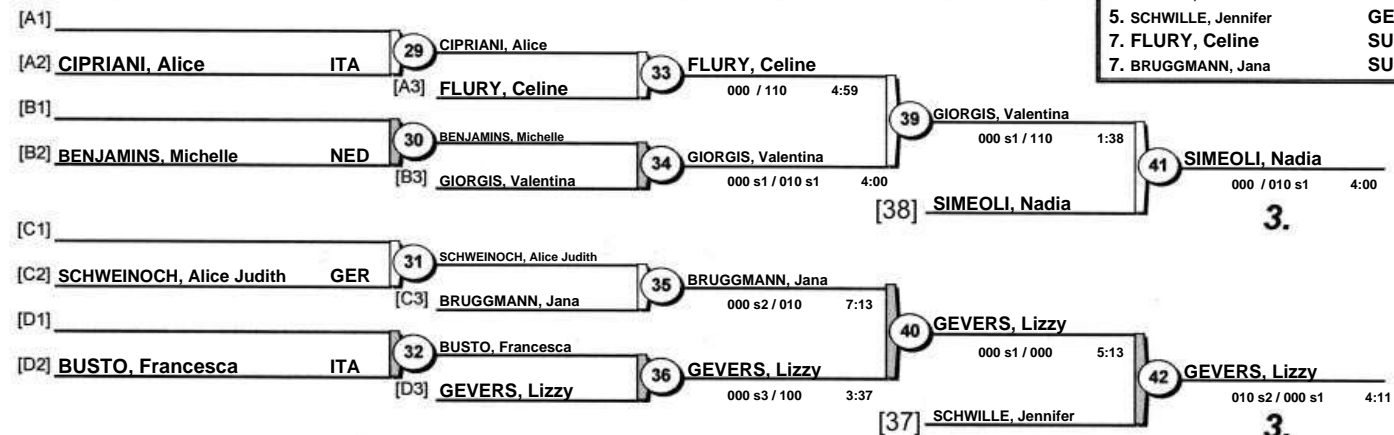 5. SCHWILLE, Jennifer GE
7. FLURY, Celine SU
7. BRUGGMANN, Jana SU
[A1]
29 CIPRIANI, Alice
[A2] CIPRIANI, Alice ITA
33 FLURY, Celine
[A3] FLURY, Celine
000 / 110 4:59
[B1]
39 GIORGIS, Valentina
30 BENJAMINS, Michelle
000 s1 / 110 1:38
[B2] BENJAMINS, Michelle NED
34 GIORGIS, Valentina
41 SIMEOLI, Nadia
[B3] GIORGIS, Valentina
000 s1 / 010 s1 4:00
000 / 010 s1 4:00
[38] SIMEOLI, Nadia
3.
[C1]
31 SCHWEINOCH, Alice Judith
[C2] SCHWEINOCH, Alice Judith GER
35 BRUGGMANN, Jana
[C3] BRUGGMANN, Jana
000 s2 / 010 7:13
[D1]
40 GEVERS, Lizzy
32 BUSTO, Francesca
000 s1 / 000 5:13
[D2] BUSTO, Francesca ITA
36 GEVERS, Lizzy
42 GEVERS, Lizzy
[D3] GEVERS, Lizzy
000 s3 / 100 3:37
010 s2 / 000 s1 4:11
[37] SCHWILLE, Jennifer
3.